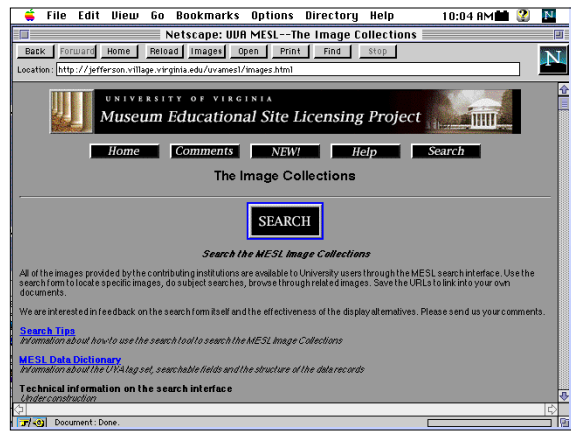 File Edit View Go Bookmarks Options Directory Help 10:04 AM
Netscape: UVA MESL--The Image Collections
Back Forward Home Reload Images Open Print Find Stop
Location: http://jefferson.village.virginia.edu/uvamesl/images.html
N
UNIVERSITY OF VIRGINIA
Museum Educational Site Licensing Project
Home Comments NEW! Help Search
The Image Collections
SEARCH
Search the MESL Image Collections
All of the images provided by the contributing institutions are available to University users through the MESL search interface. Use the
search form to locate specific images, do subject searches, browse through related images. Save the URLs to link into your own
documents.
We are interested in feedback on the search form itself and the effectiveness of the display alternatives. Please send us your comments.
Search Tips
Information about how to use the search tool to search the MESL Image Collections
MESL Data Dictionary
Information about the UVA tag set, searchable fields and the structure of the data records
Technical information on the search interface
Under construction
Document: Done.